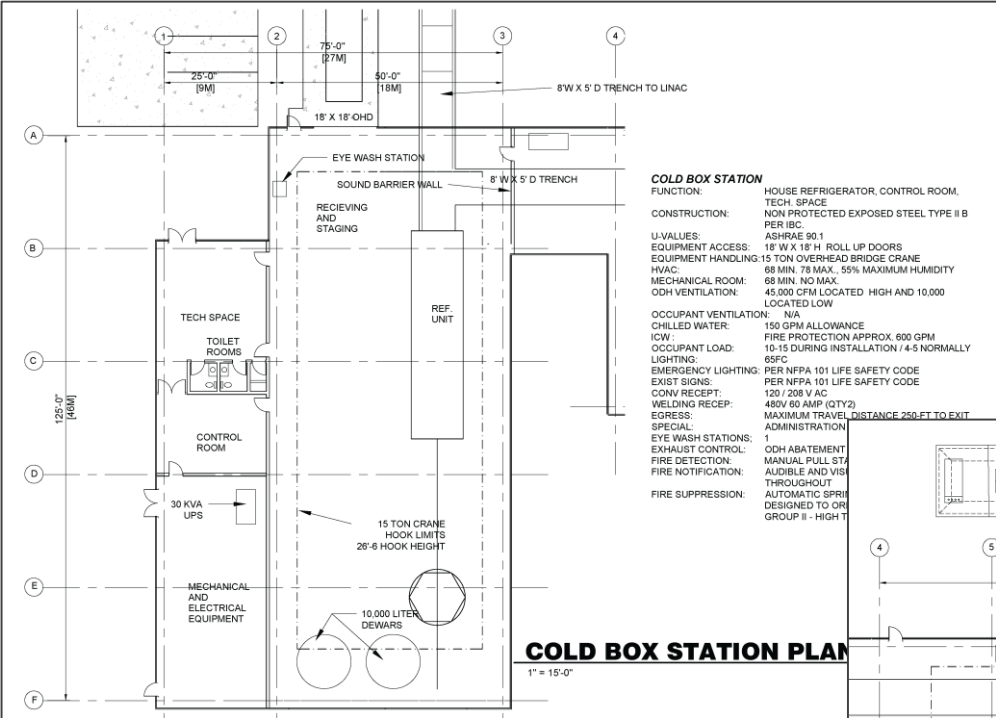 1
2
3
4
75'-0"
[27M]
25'-0"
[9M]
50'-0"
[18M]
8'W X 5' D TRENCH TO LINAC
18' X 18' OHD
A
EYE WASH STATION
SOUND BARRIER WALL
8' W X 5' D TRENCH
RECIEVING
AND
STAGING
B
TECH SPACE
TOILET
ROOMS
REF.
UNIT
C
125'-0"
[46M]
CONTROL
ROOM
D
30 KVA
UPS
15 TON CRANE
HOOK LIMITS
26'-6 HOOK HEIGHT
E
MECHANICAL
AND
ELECTRICAL
EQUIPMENT
10,000 LITER
DEWARS
F
COLD BOX STATION
FUNCTION: HOUSE REFRIGERATOR, CONTROL ROOM,
TECH. SPACE
CONSTRUCTION: NON PROTECTED EXPOSED STEEL TYPE II B
PER IBC.
U-VALUES: ASHRAE 90.1
EQUIPMENT ACCESS: 18' W X 18' H ROLL UP DOORS
EQUIPMENT HANDLING: 15 TON OVERHEAD BRIDGE CRANE
HVAC: 68 MIN. 78 MAX., 55% MAXIMUM HUMIDITY
MECHANICAL ROOM: 68 MIN. NO MAX.
ODH VENTILATION: 45,000 CFM LOCATED HIGH AND 10,000
LOCATED LOW
OCCUPANT VENTILATION: N/A
CHILLED WATER: 150 GPM ALLOWANCE
ICW : FIRE PROTECTION APPROX. 600 GPM
OCCUPANT LOAD: 10-15 DURING INSTALLATION / 4-5 NORMALLY
LIGHTING: 65FC
EMERGENCY LIGHTING: PER NFPA 101 LIFE SAFETY CODE
EXIST SIGNS: PER NFPA 101 LIFE SAFETY CODE
CONV RECEPT: 120 / 208 V AC
WELDING RECEP: 480V 60 AMP (QTY2)
EGRESS: MAXIMUM TRAVEL DISTANCE 250-FT TO EXIT
SPECIAL: ADMINISTRATION
EYE WASH STATIONS; 1
EXHAUST CONTROL: ODH ABATEMENT
FIRE DETECTION: MANUAL PULL STA
FIRE NOTIFICATION: AUDIBLE AND VIS
THROUGHOUT
FIRE SUPPRESSION: AUTOMATIC SPRI
DESIGNED TO OR
GROUP II - HIGH T
4
5
COLD BOX STATION PLAN
1" = 15'-0"